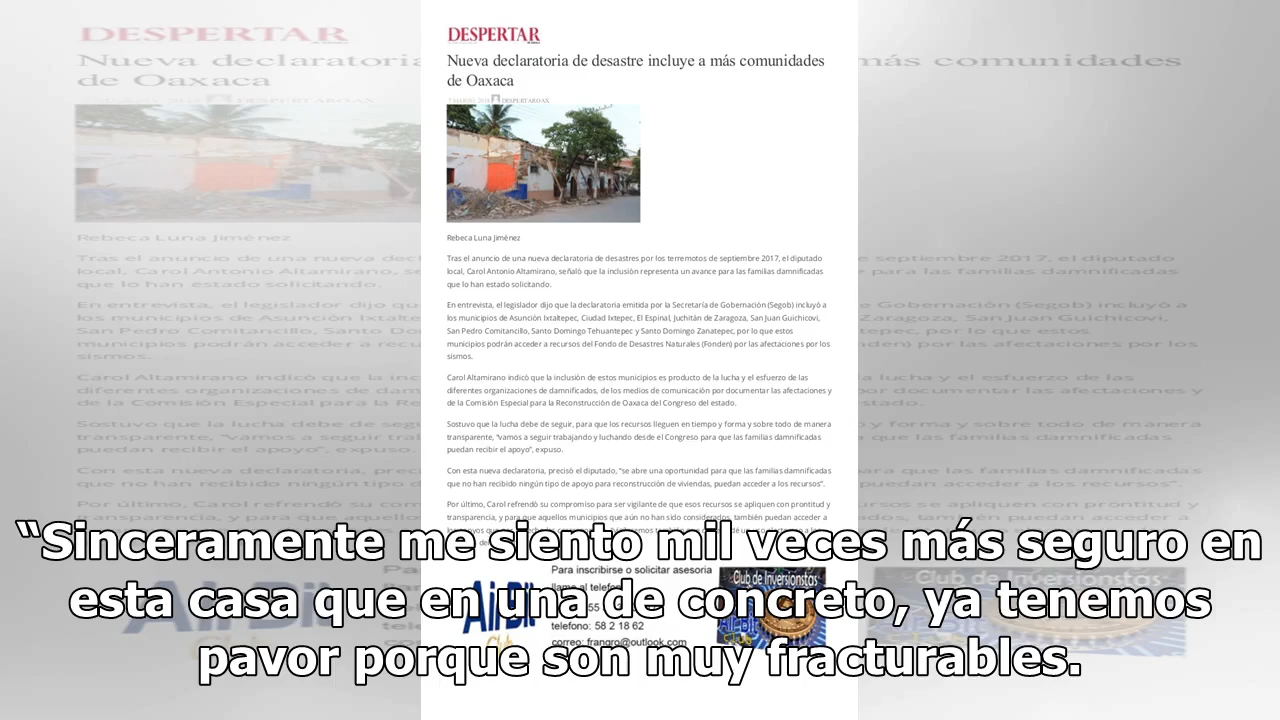 DESPERTAR
Nueva declaratoria de desastre incluye a más comunidades
de Oaxaca
DESPERTAROAX
Rebeca Luna Jiménez
Tras el anuncio de una nueva declaratoria de desastres por los terremotos de septiembre 2017, el diputado
local, Carol Antonio Altamirano, señaló que la inclusión representa un avance para las familias damnificadas
que lo han estado solicitando.
En entrevista, el legislador dijo que la declaratoria emitida por la Secretaría de Gobernación (Segob) incluyó a
los municipios de Asunción Ixtaltepec, Ciudad Ixtepec, El Espinal, Juchitán de Zaragoza, San Juan Guichicovi,
San Pedro Comitancillo, Santo Domingo Tehuantepec y Santo Domingo Zanatepec, por lo que estos
municipios podrán acceder a recursos del Fondo de Desastres Naturales (Fonden) por las afectaciones por los
sismos.
Carol Altamirano indicó que la inclusión de estos municipios es producto de la lucha y el esfuerzo de las
diferentes organizaciones de damnificados, de los medios de comunicación por documentar las afectaciones y
de la Comisión Especial para la Reconstrucción de Oaxaca del Congreso del estado.
Sostuvo que la lucha debe de seguir, para que los recursos lleguen en tiempo y forma y sobre todo de manera
transparente, “vamos a seguir trabajando y luchando desde el Congreso para que las familias damnificadas
puedan recibir el apoyo”, expuso.
Con esta nueva declaratoria, precisó el diputado, “se abre una oportunidad para que las familias damnificadas
que no han recibido ningún tipo de apoyo para reconstrucción de viviendas, puedan acceder a los recursos”.
Por último, Carol refrendó su compromiso para ser vigilante de que esos recursos se apliquen con prontitud y
transparencia, y para que aquellos municipios que aún no han sido considerados, también puedan acceder a
“Sinceramente me siento mil veces más seguro en
esta casa que en una de concreto, ya tenemos
pavor porque son muy fracturables.
Para inscribirse o solicitar asesoria
llame al telefono
55
telefono: 58 2 18 62
correo: frangro@outlook.com
Club de Inversionistas